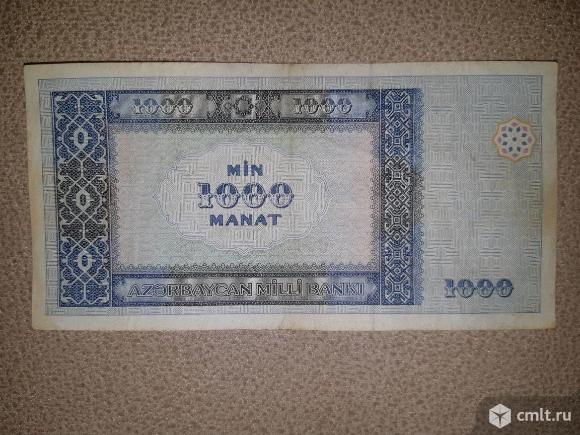 1000 1000
MİN
1000
MANAT
AZƏRBAYCAN MİLLİ BANKI
1000
cmlt.ru